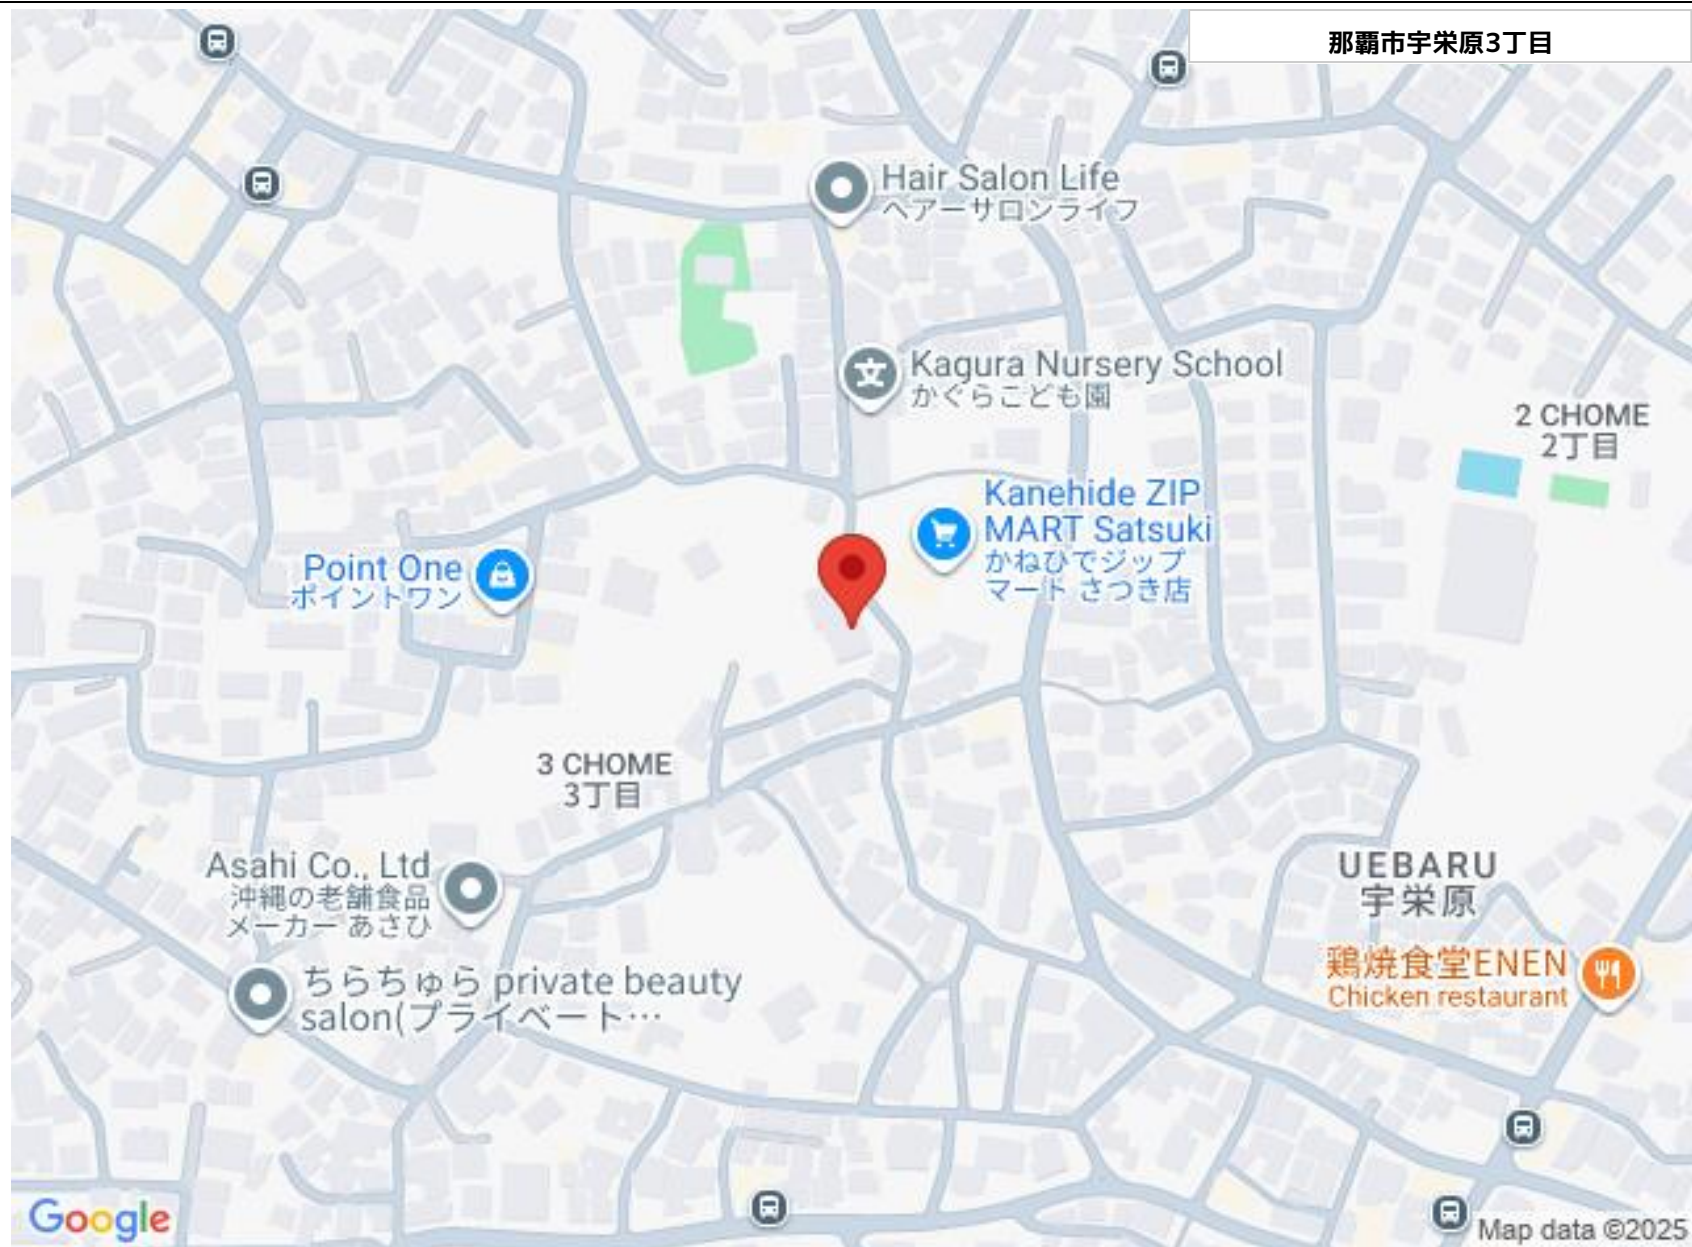 那覇市宇栄原3丁目
Hair Salon Life
ヘアーサロンライフ
Kagura Nursery School
かぐらこども園
2 CHOME
2丁目
Kanehide ZIP
MART Satsuki
かねひでジップ
マート さつき店
Point One
ポイントワン
3 CHOME
3丁目
Asahi Co., Ltd
沖縄の老舗食品
メーカー あさひ
UEBARU
宇栄原
鶏焼食堂ENEN
Chicken restaurant
ちらちゅら private beauty
salon(プライベート…
Google
Map data ©2025